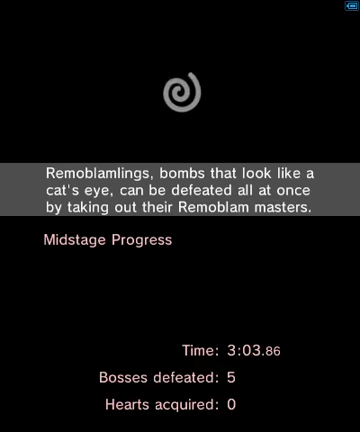 Remoblamlings, bombs that look like a
cat's eye, can be defeated all at once
by taking out their Remoblam masters.
Midstage Progress
Time: 3:03.86
Bosses defeated: 5
Hearts acquired: 0